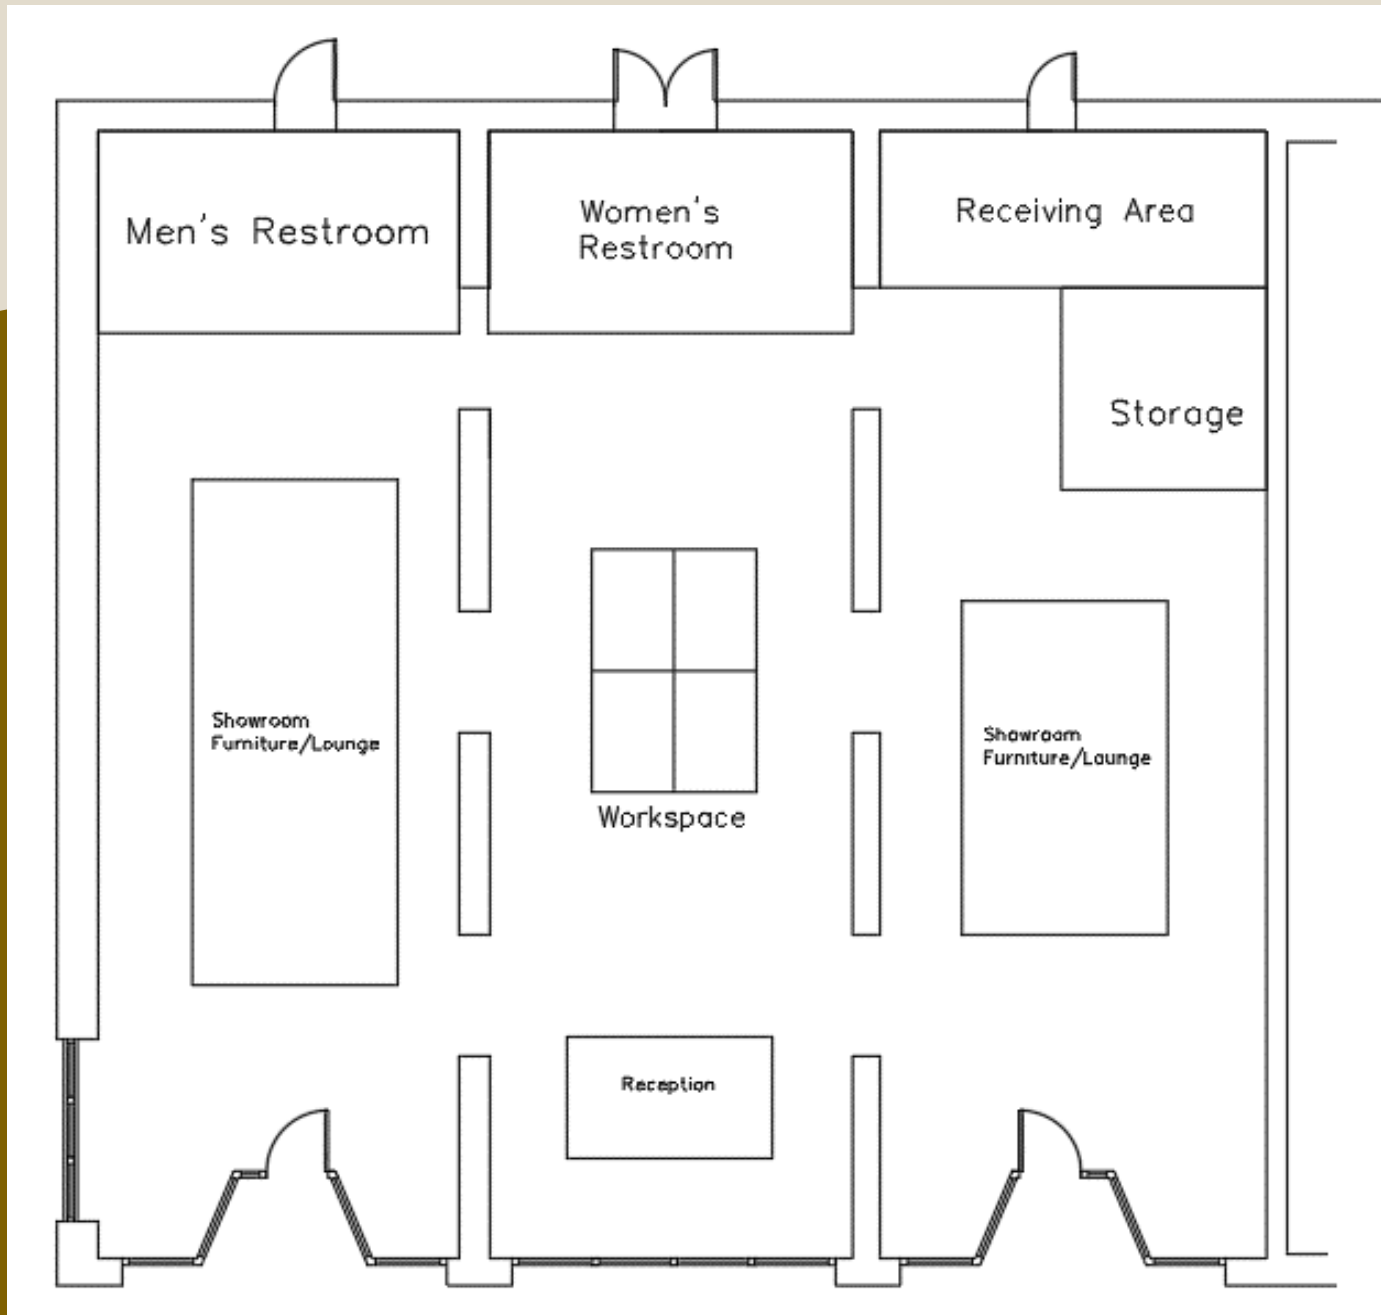 Men's Restroom
Women's
Restroom
Receiving Area
Storage
Showroom
Furniture/Lounge
Showroom
Furniture/Lounge
Workspace
Reception